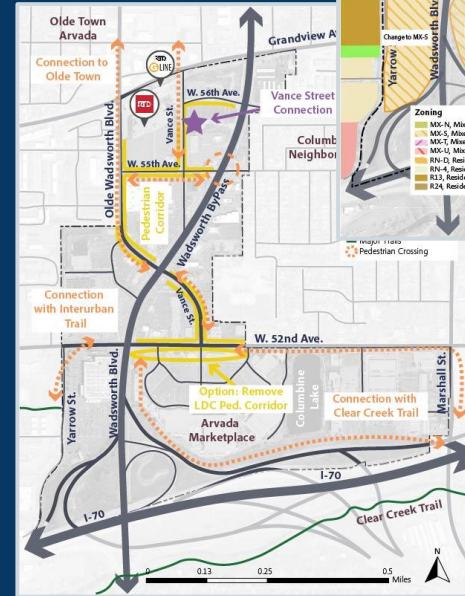 Olde Town
Arvada
Connection to
Olde Town
G
LINE
RTD
Grandview
W. 56th Ave.
Vance Street
Connection
Vance St.
Olde Wadsworth Blvd.
W. 55th Ave.
Pedestrian
Corridor
Wadsworth ByPass
Columb
Neighbor
Change to MX-S
Yarrow
Wadsworth Blv
Zoning
MX-N, Mix
MX-S, Mixe
MX-T, Mixe
MX-U, Mix
RN-D, Resi
RN-4, Resi
R13, Reside
R24, Reside
Major Trails
Pedestrian Crossing
Connection
with Interurban
Trail
Vance St.
W. 52nd Ave.
Yarrow St.
Wadsworth Blvd.
Option: Remove
LDC Ped. Corridor
Arvada
Marketplace
Columbine
Lake
Connection with
Clear Creek Trail
Marshall St.
I-70
I-70
Clear Creek Trail
0
0.13
0.25
0.5
Miles
N